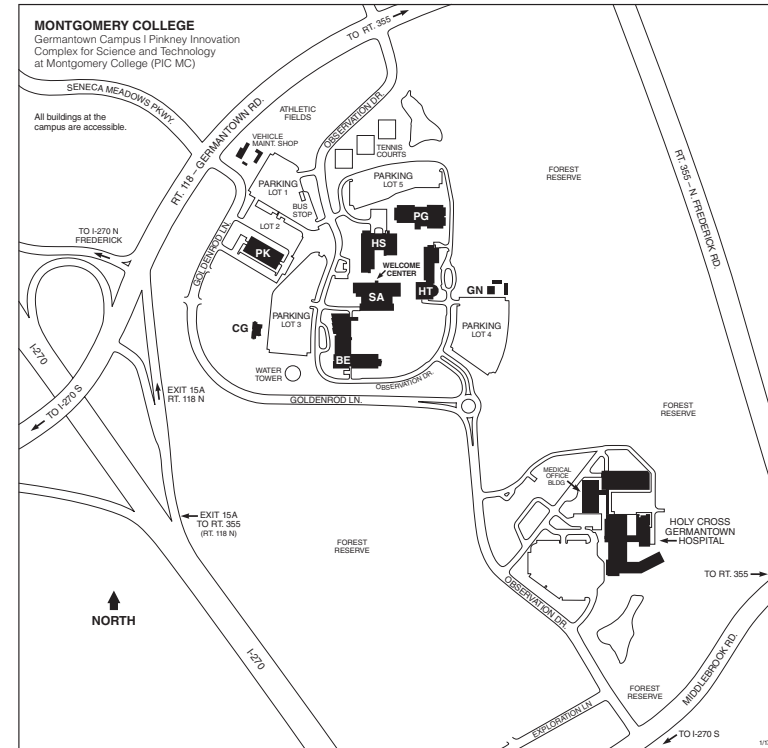 MONTGOMERY COLLEGE
Germantown Campus | Pinkney Innovation
Complex for Science and Technology
at Montgomery College (PIC MC)
TO RT. 355
SENECA MEADOWS PKWY.
All buildings at the
campus are accessible.
RT. 118 – GERMANTOWN RD.
ATHLETIC
FIELDS
OBSERVATION DR.
VEHICLE
MAINT. SHOP
TENNIS
COURTS
PARKING
LOT 1
PARKING
LOT 5
FOREST
RESERVE
RT. 355 – N. FREDERICK RD.
BUS
STOP
LOT 2
PG
TO I-270 N
FREDERICK
GOLDENROD LN.
PK
HS
WELCOME
CENTER
SA
HT
GN
CG
PARKING
LOT 3
PARKING
LOT 4
BE
I-270
WATER
TOWER
OBSERVATION DR.
EXIT 15A
RT. 118 N
GOLDENROD LN.
TO I-270 S
FOREST
RESERVE
MEDICAL
OFFICE
BLDG
EXIT 15A
TO RT. 355
(RT. 118 N)
HOLY CROSS
GERMANTOWN
HOSPITAL
FOREST
RESERVE
TO RT. 355
OBSERVATION DR.
NORTH
I-270
MIDDLEBROOK RD.
FOREST
RESERVE
EXPLORATION LN
TO I-270 S